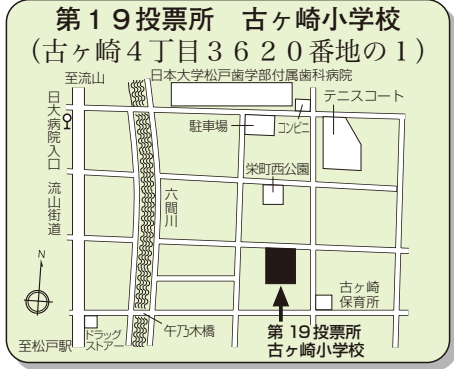 第１９投票所　古ヶ崎小学校
（古ヶ崎４丁目３６２０番地の１）
至流山
日本大学松戸歯学部付属歯科病院
テニスコート
日大病院入口
駐車場
コンビニ
栄町西公園
流山街道
六間川
N
古ヶ崎
保育所
午乃木橋
ドラッグ
ストアー
至松戸駅
第 19投票所
古ヶ崎小学校